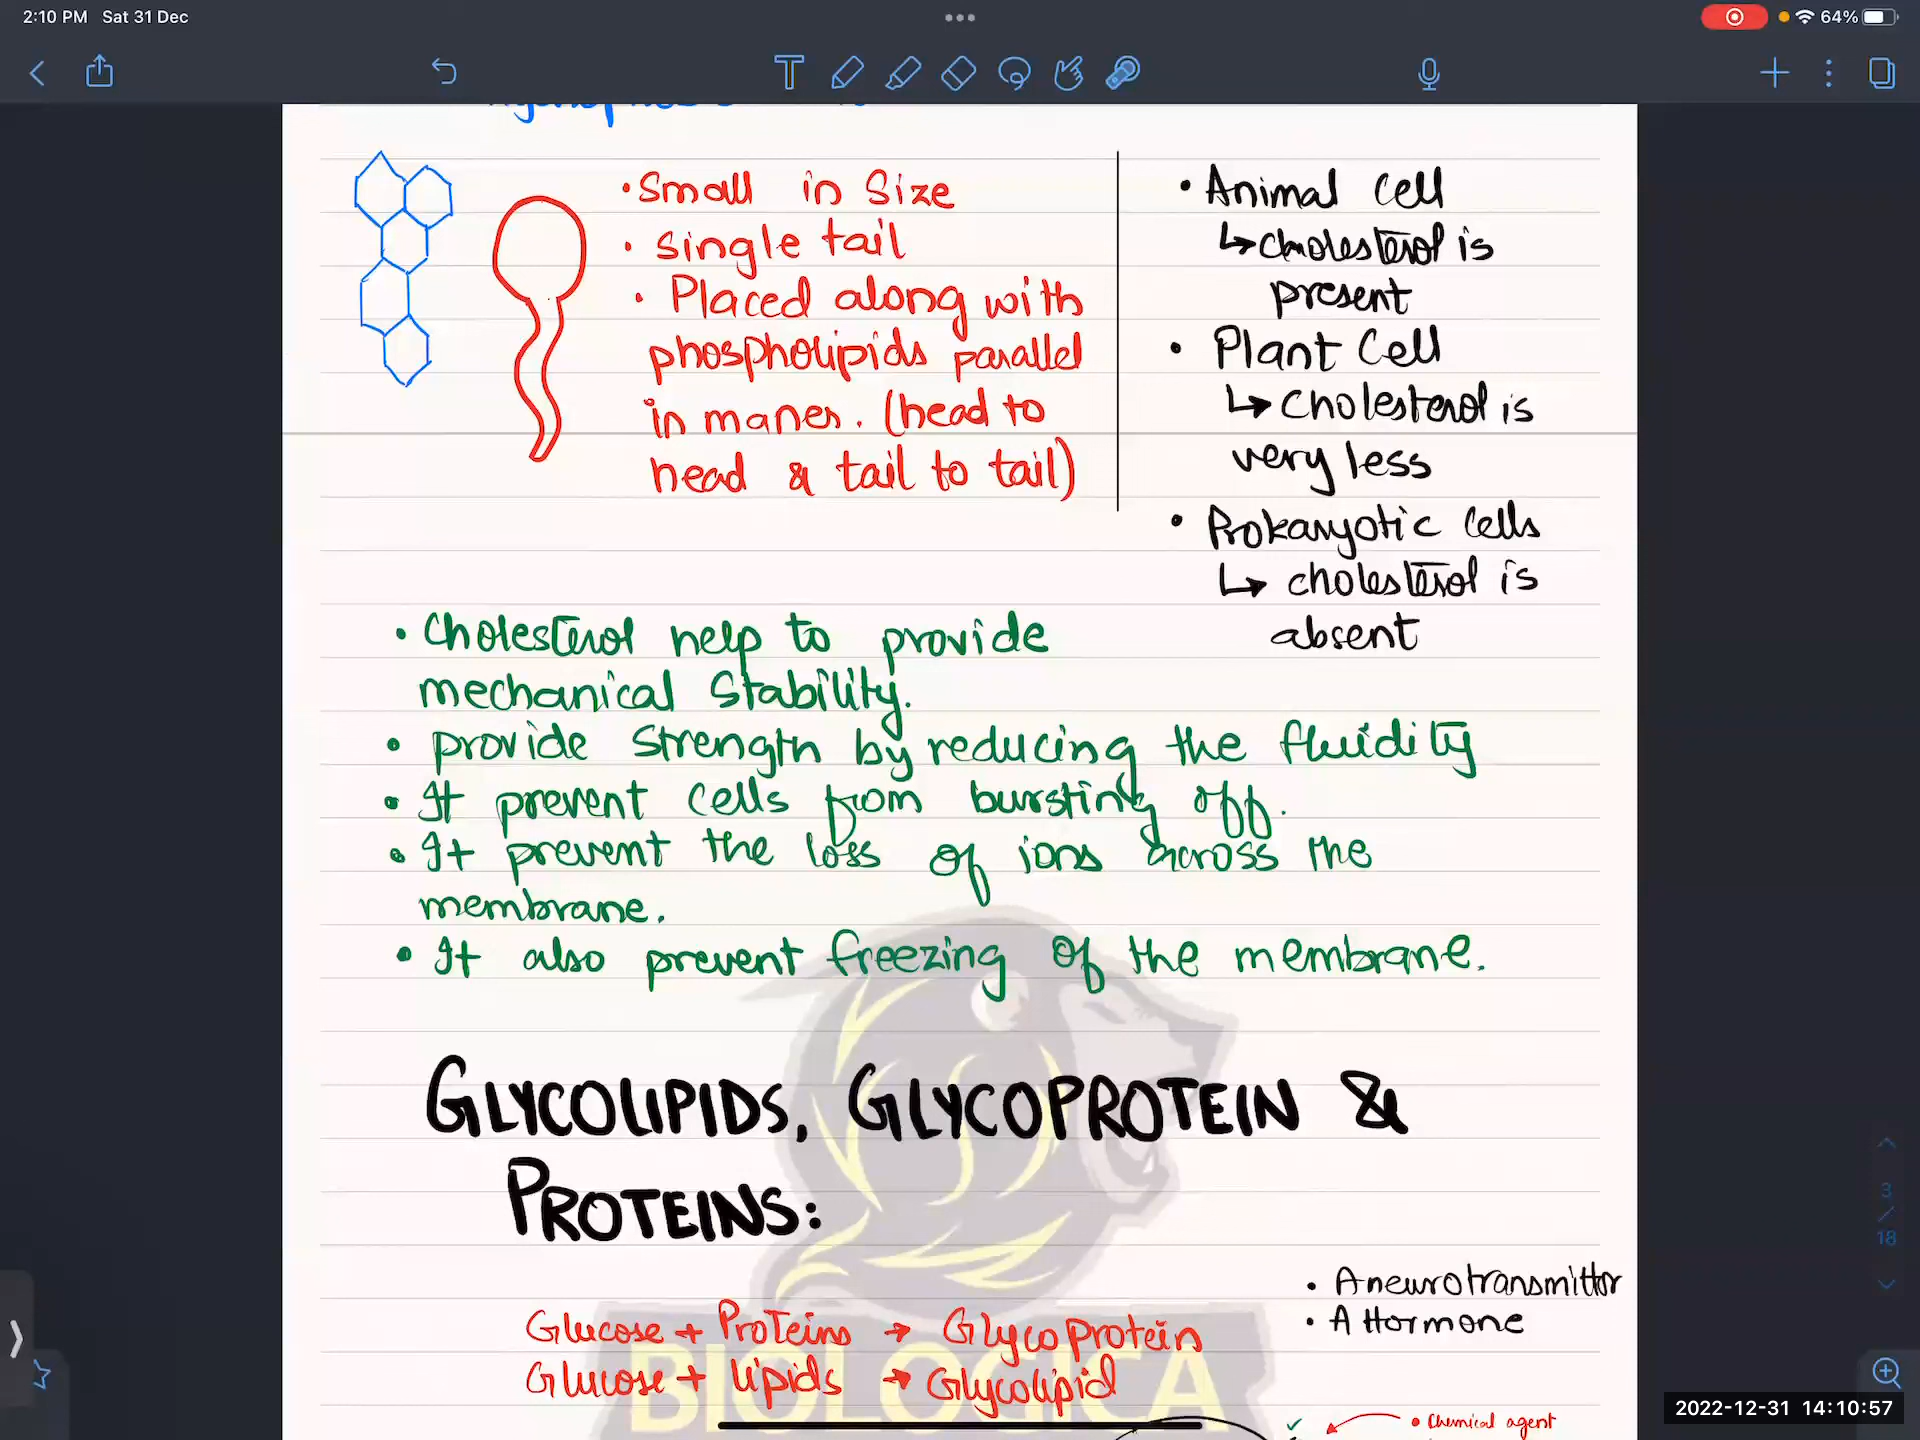 2:10 PM Sat 31 Dec
64%
• Small in Size
• single tail
• Placed along with
phospholipids parallel
in maner. (head to
head & tail to tail)
• Animal cell
↳ cholesterol is
present
• Plant Cell
↳ cholesterol is
very less
• Prokaryotic cells
↳ cholesterol is
absent
• Cholesterol help to provide
mechanical Stability.
• provide strength by reducing the fluidity
• It prevent cells from bursting off.
• It prevent the loss of ions across the
membrane.
• It also prevent freezing of the membrane.
GLYCOLIPIDS, GLYCOPROTEIN &
PROTEINS:
• A neurotransmittor
• A Hormone
Glucose + Proteins → Glycoprotein
Glucose + lipids → Glycolipid
BIOLOGICA
• Chemical agent
3
/
18
2022-12-31 14:10:57